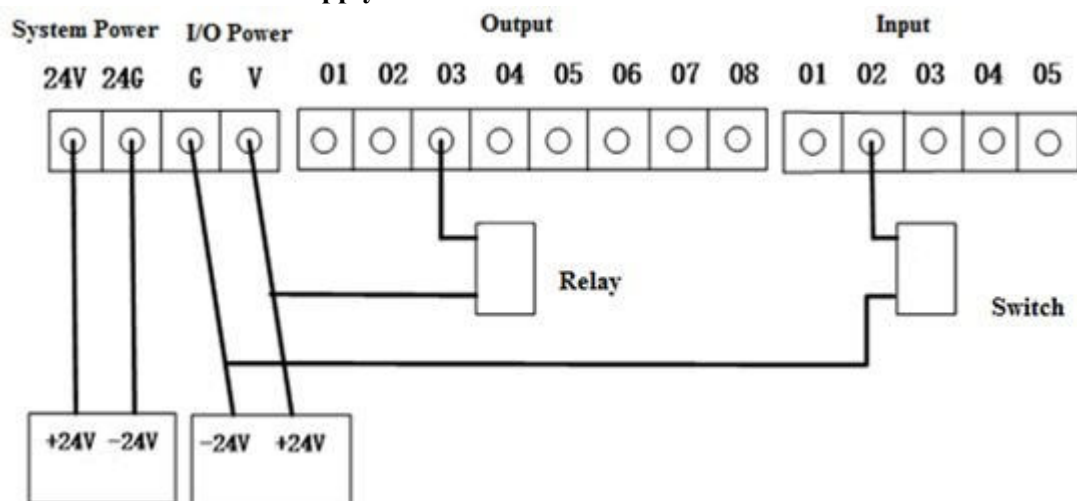 upply
System Power I/O Power Output Input
24V 24G G V 01 02 03 04 05 06 07 08 01 02 03 04 05
Relay
Switch
+24V -24V -24V +24V